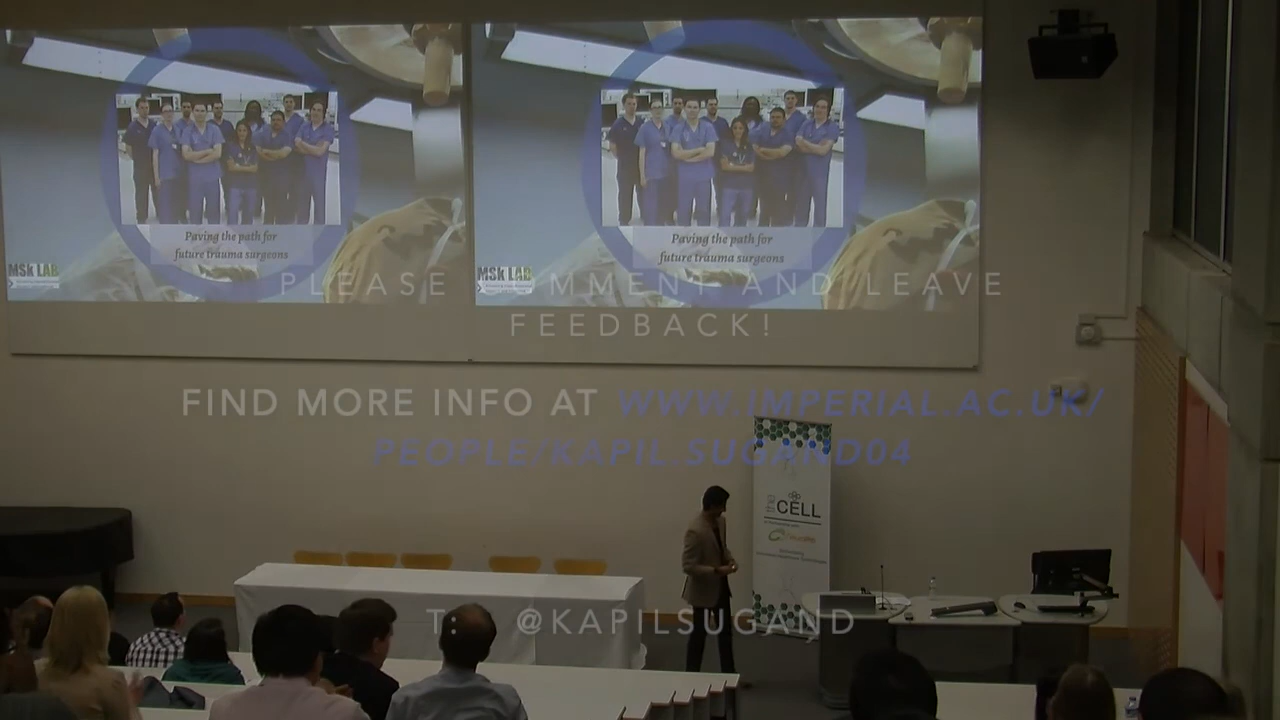 Paving the path for
future trauma surgeons
MSk LAB
Paving the path for
future trauma surgeons
MSk LAB
PLEASE COMMENT AND LEAVE
FEEDBACK!
FIND MORE INFO AT WWW.IMPERIAL.AC.UK/
PEOPLE/KAPIL.SUGAND04
CELL
T: @KAPILSUGAND